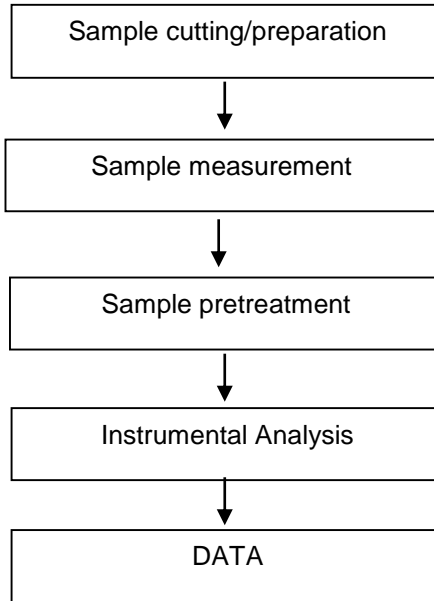 Sample cutting/preparation
Sample measurement
Sample pretreatment
Instrumental Analysis
DATA